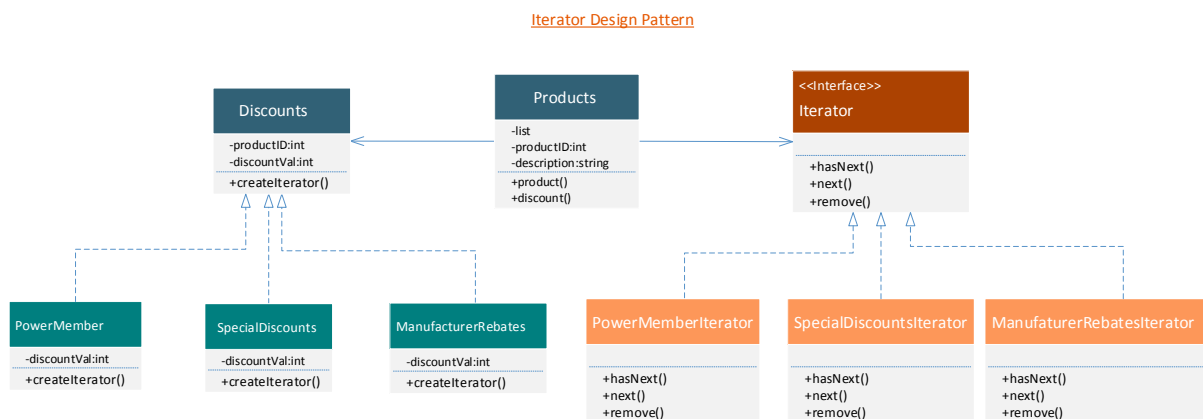 Iterator Design Pattern
Discounts
-productID:int
-discountVal:int
+createIterator()
Products
-list
-productID:int
-description:string
+product()
+discount()
<<Interface>>
Iterator
+hasNext()
+next()
+remove()
PowerMember
-discountVal:int
+createIterator()
SpecialDiscounts
-discountVal:int
+createIterator()
ManufacturerRebates
-discountVal:int
+createIterator()
PowerMemberIterator
+hasNext()
+next()
+remove()
SpecialDiscountsIterator
+hasNext()
+next()
+remove()
ManufaturerRebatesIterator
+hasNext()
+next()
+remove()